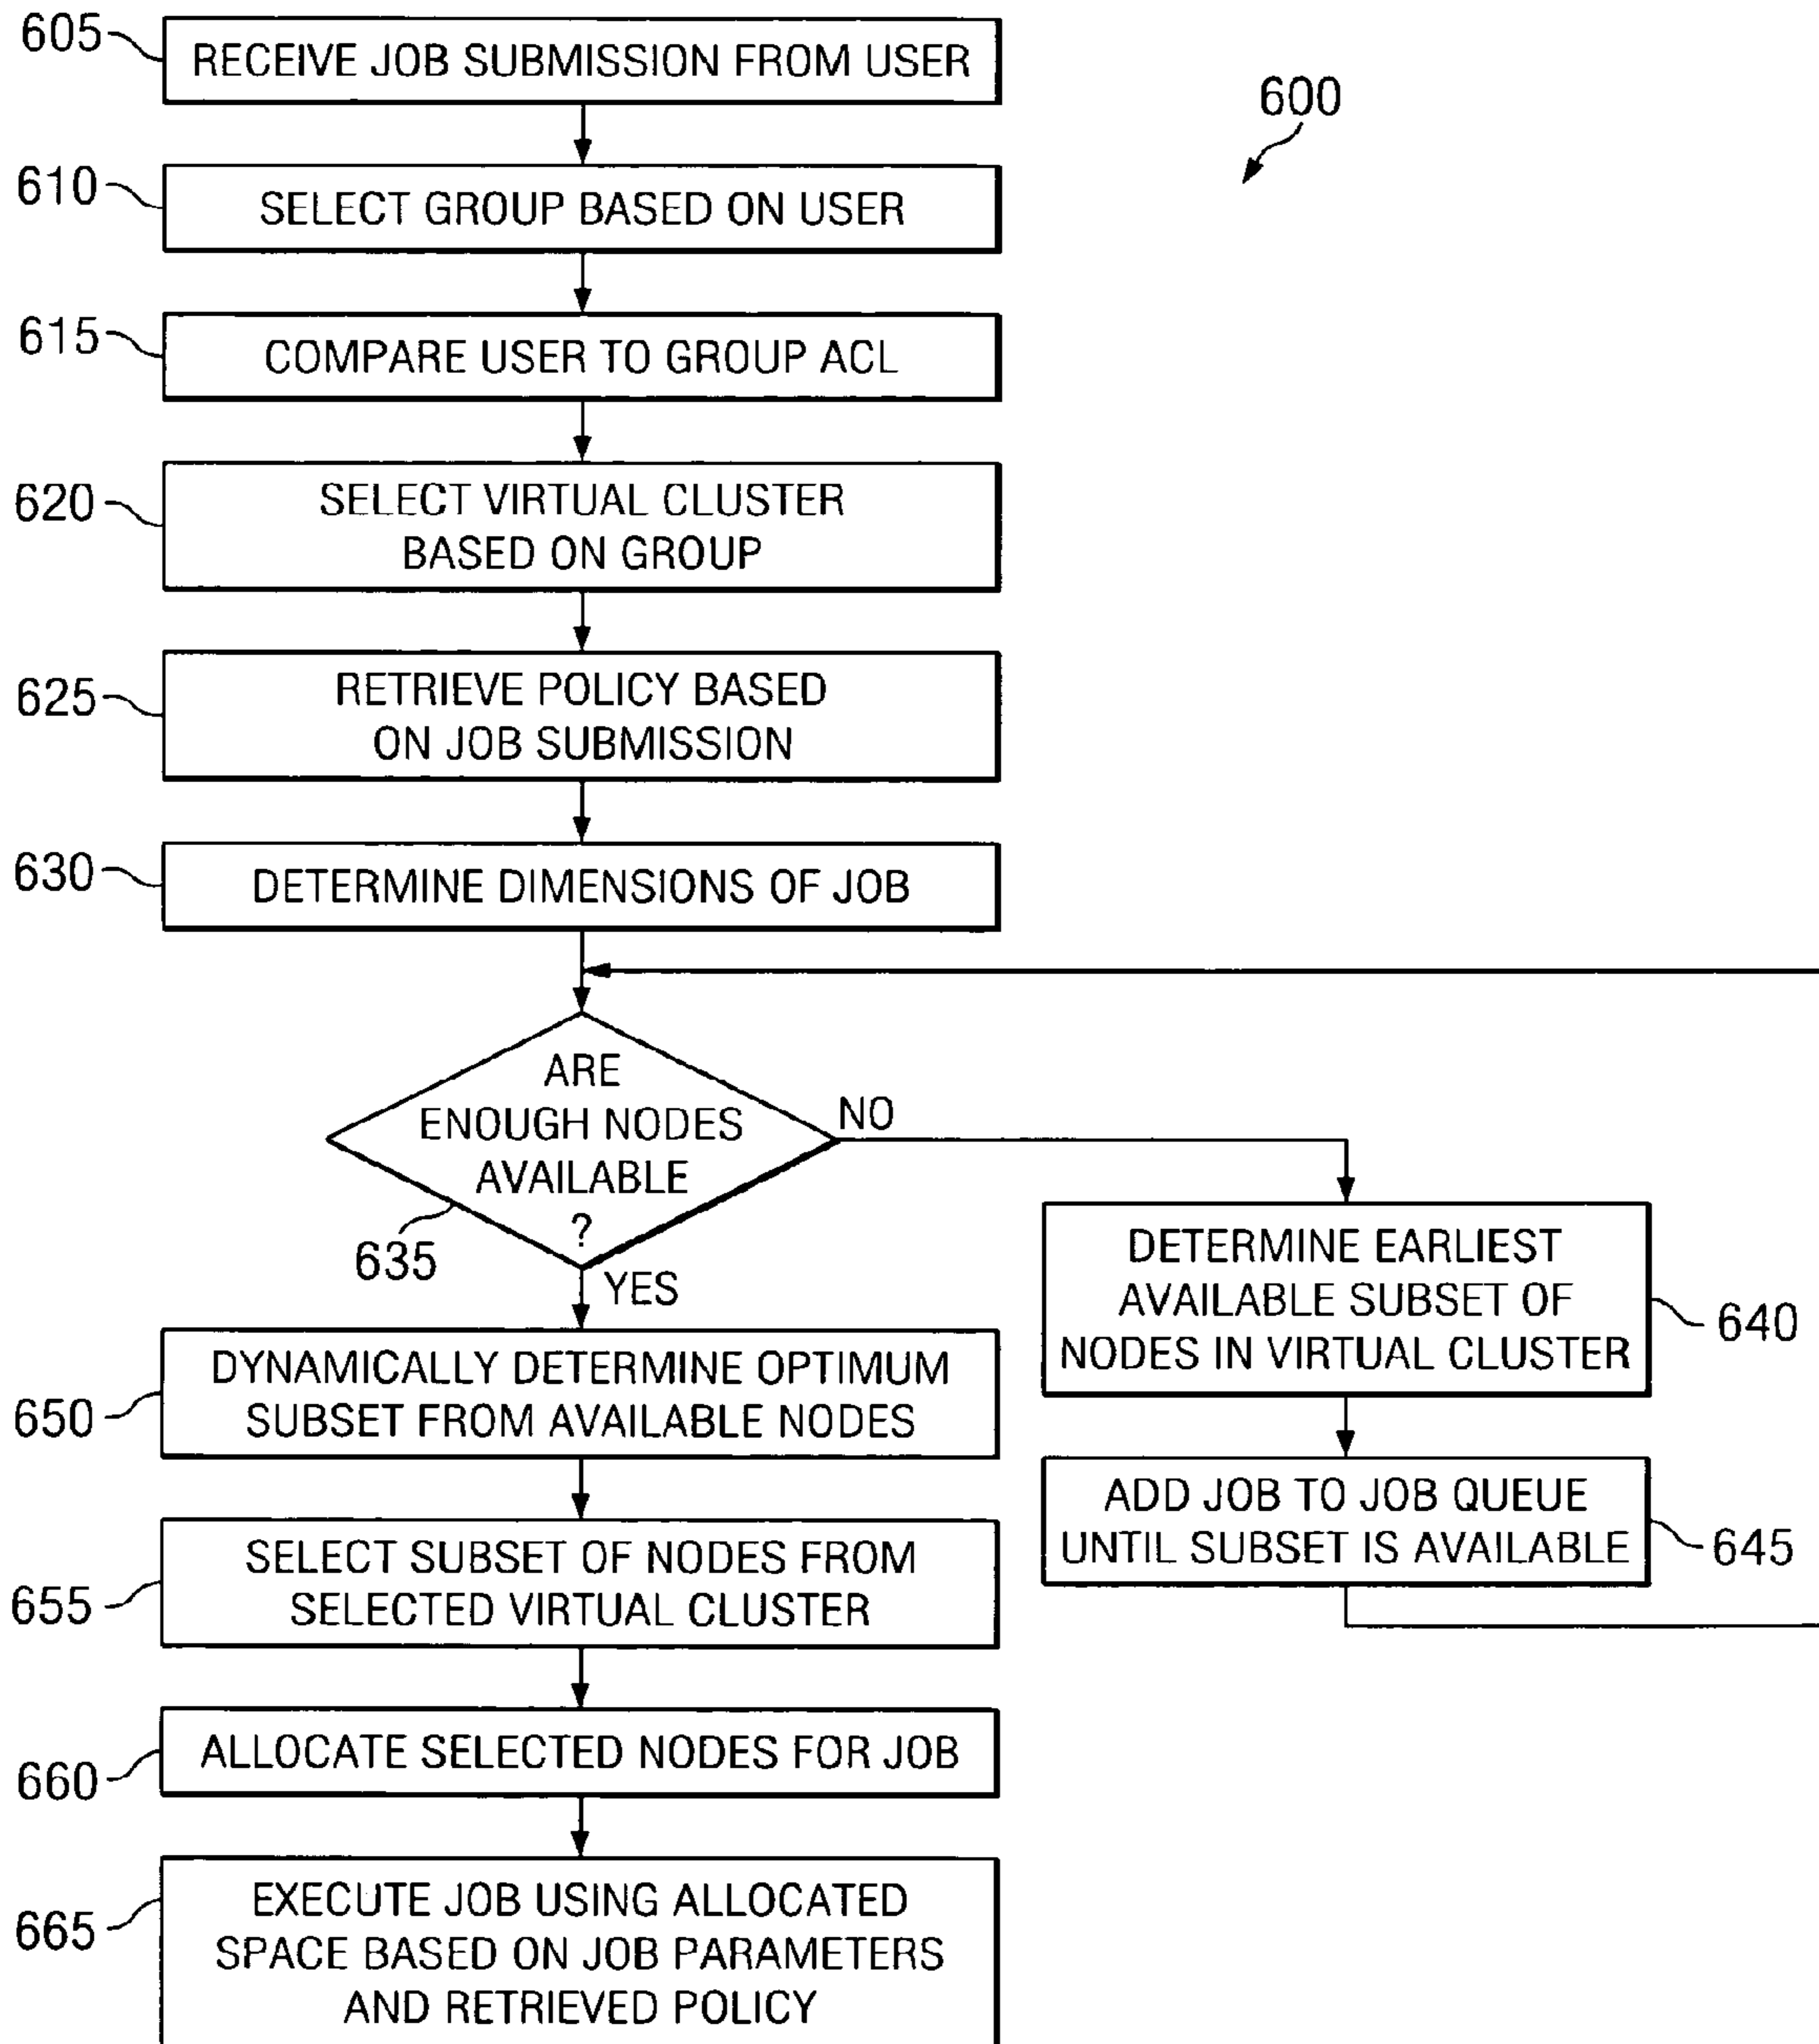 605
RECEIVE JOB SUBMISSION FROM USER
600
610
SELECT GROUP BASED ON USER
615
COMPARE USER TO GROUP ACL
620
SELECT VIRTUAL CLUSTER
BASED ON GROUP
625
RETRIEVE POLICY BASED
ON JOB SUBMISSION
630
DETERMINE DIMENSIONS OF JOB
ARE
ENOUGH NODES
AVAILABLE
?
635
NO
YES
DETERMINE EARLIEST
AVAILABLE SUBSET OF
NODES IN VIRTUAL CLUSTER
640
ADD JOB TO JOB QUEUE
UNTIL SUBSET IS AVAILABLE
645
650
DYNAMICALLY DETERMINE OPTIMUM
SUBSET FROM AVAILABLE NODES
655
SELECT SUBSET OF NODES FROM
SELECTED VIRTUAL CLUSTER
660
ALLOCATE SELECTED NODES FOR JOB
665
EXECUTE JOB USING ALLOCATED
SPACE BASED ON JOB PARAMETERS
AND RETRIEVED POLICY